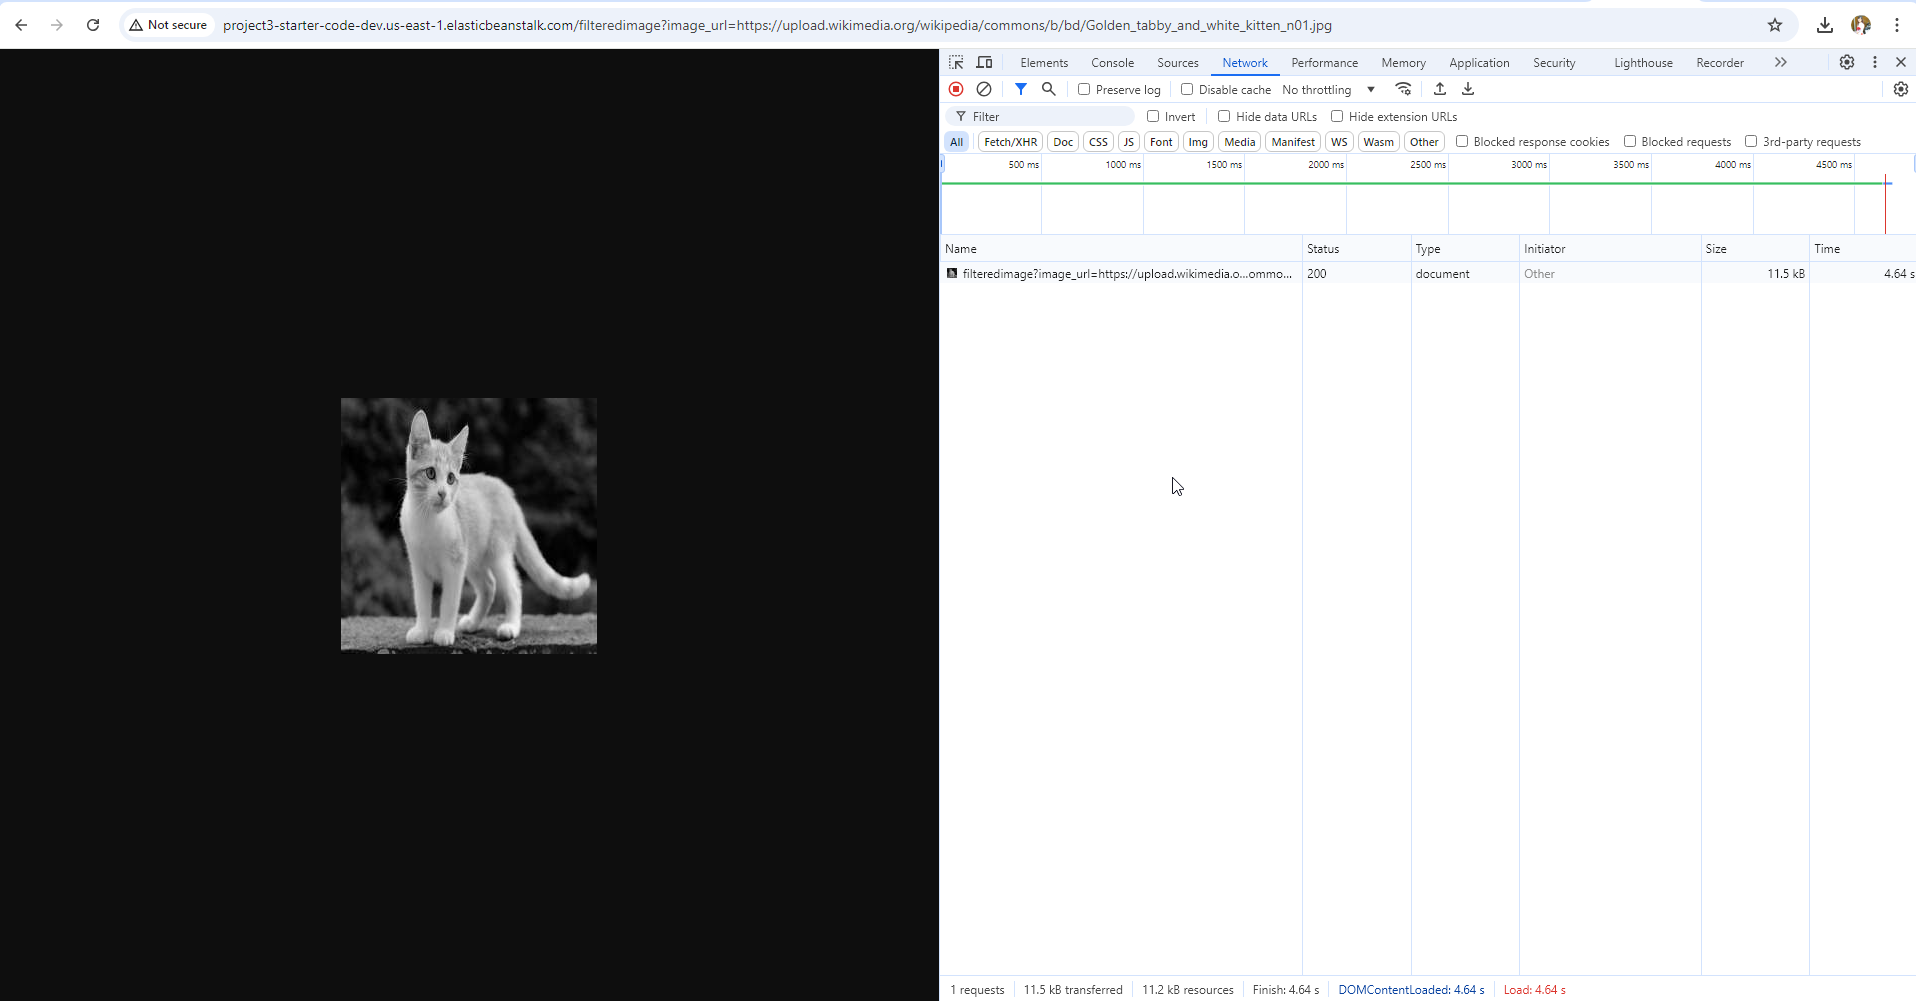 Not secure project3-starter-code-dev.us-east-1.elasticbeanstalk.com/filteredimage?image_url=https://upload.wikimedia.org/wikipedia/commons/b/bd/Golden_tabby_and_white_kitten_n01.jpg
Elements Console Sources Network Performance Memory Application Security Lighthouse Recorder
Preserve log Disable cache No throttling
Filter Invert Hide data URLs Hide extension URLs
All Fetch/XHR Doc CSS JS Font Img Media Manifest WS Wasm Other Blocked response cookies Blocked requests 3rd-party requests
500 ms 1000 ms 1500 ms 2000 ms 2500 ms 3000 ms 3500 ms 4000 ms 4500 ms
Name Status Type Initiator Size Time
filteredimage?image_url=https://upload.wikimedia.o...ommo... 200 document Other 11.5 kB 4.64 s
1 requests 11.5 kB transferred 11.2 kB resources Finish: 4.64 s DOMContentLoaded: 4.64 s Load: 4.64 s